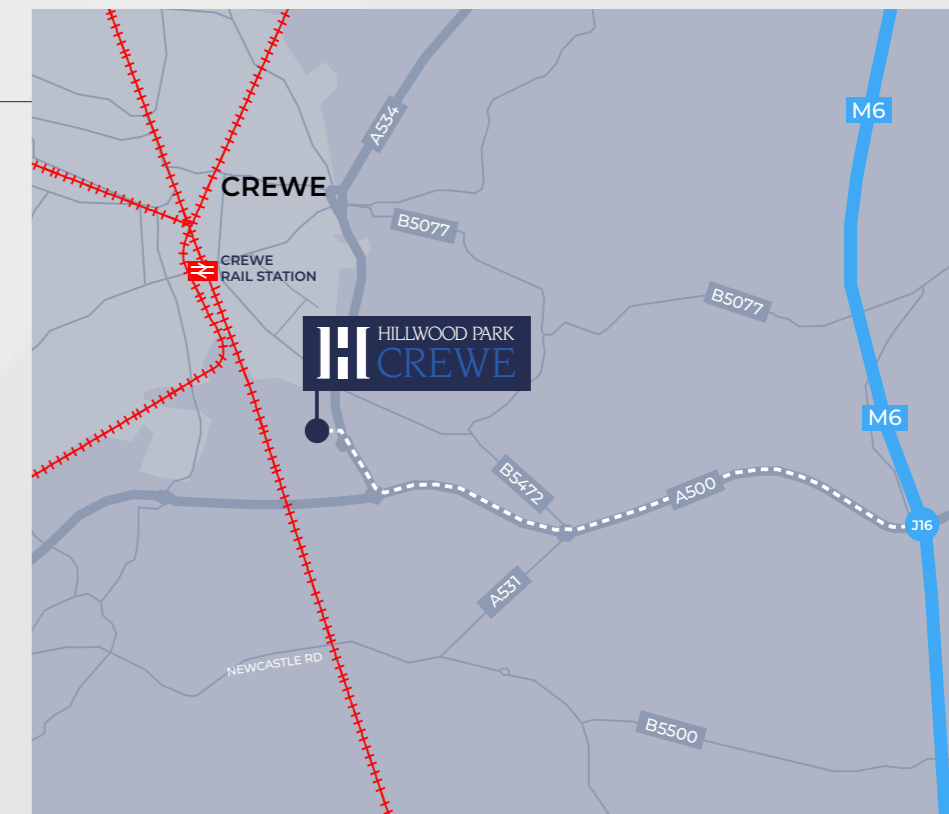 M6
A534
CREWE
B5077
CREWE
RAIL STATION
B5077
HILLWOOD PARK
CREWE
M6
B5472
A500
J16
A531
NEWCASTLE RD
B5500